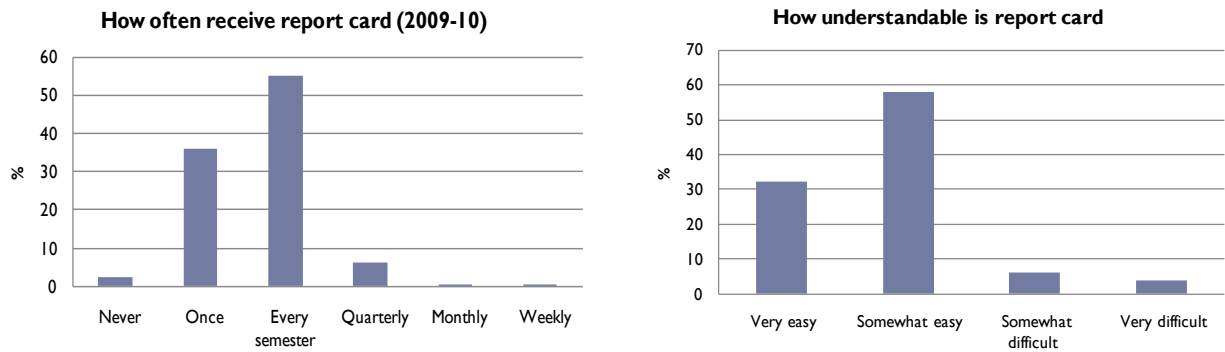 How often receive report card (2009-10)
60
50
40
30
20
10
0
%
Never
Once
Every
semester
Quarterly
Monthly
Weekly
How understandable is report card
70
60
50
40
30
20
10
0
%
Very easy
Somewhat easy
Somewhat
difficult
Very difficult